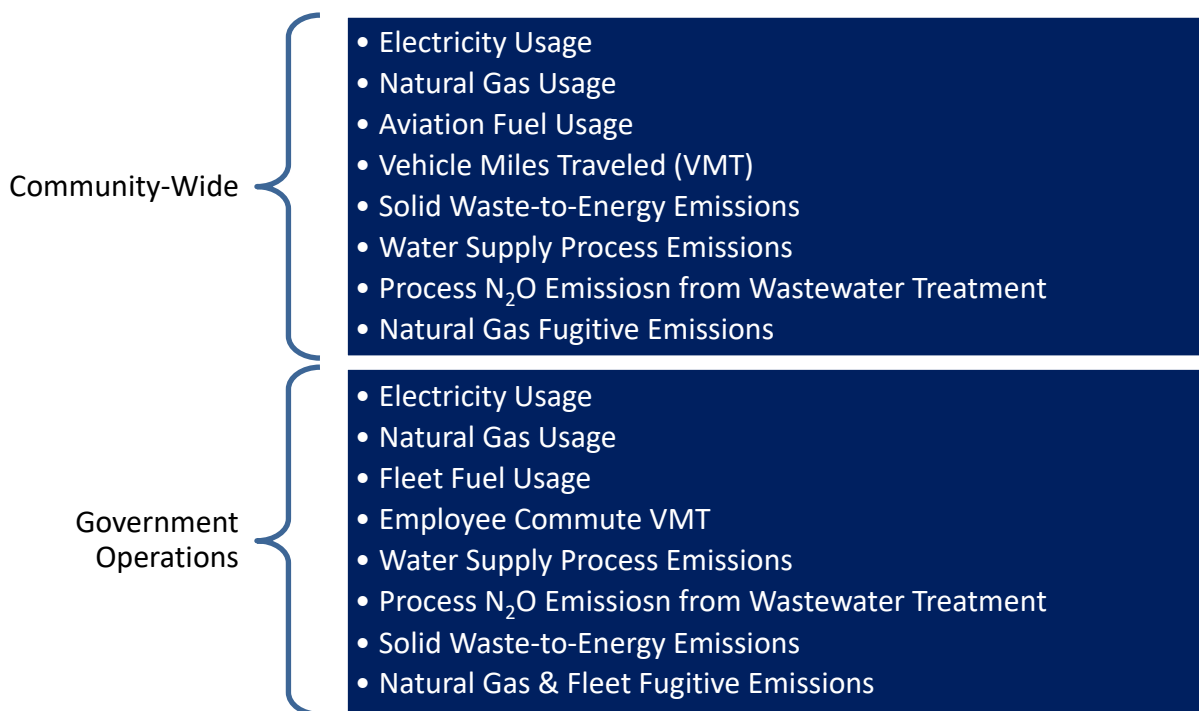 Community-Wide
• Electricity Usage
• Natural Gas Usage
• Aviation Fuel Usage
• Vehicle Miles Traveled (VMT)
• Solid Waste-to-Energy Emissions
• Water Supply Process Emissions
• Process N₂O Emissiosn from Wastewater Treatment
• Natural Gas Fugitive Emissions
Government
Operations
• Electricity Usage
• Natural Gas Usage
• Fleet Fuel Usage
• Employee Commute VMT
• Water Supply Process Emissions
• Process N₂O Emissiosn from Wastewater Treatment
• Solid Waste-to-Energy Emissions
• Natural Gas & Fleet Fugitive Emissions